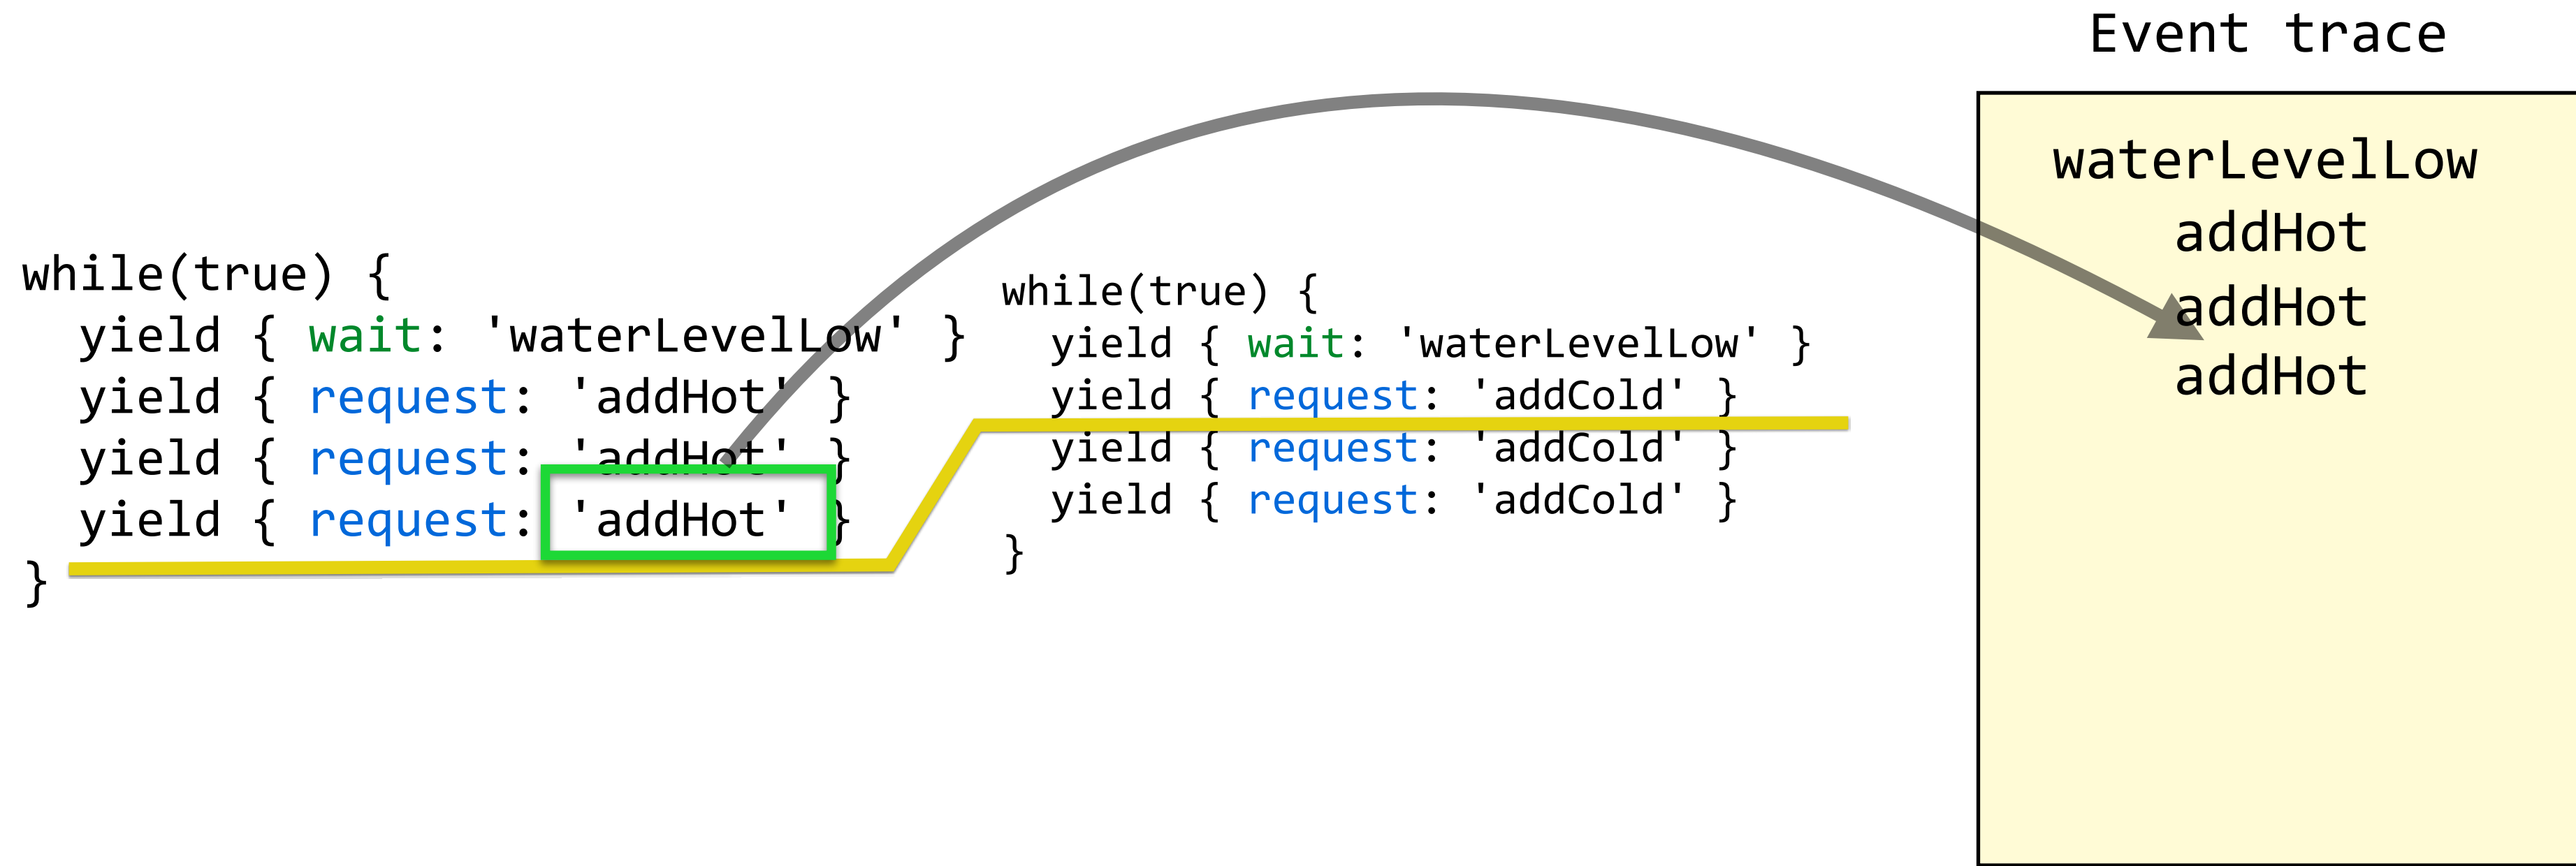 Event trace
while(true) {
  yield { wait: 'waterLevelLow' }
  yield { request: 'addHot' }
  yield { request: 'addHot' }
  yield { request: 'addHot' }
}
while(true) {
  yield { wait: 'waterLevelLow' }
  yield { request: 'addCold' }
  yield { request: 'addCold' }
  yield { request: 'addCold' }
}
waterLevelLow
addHot
addHot
addHot